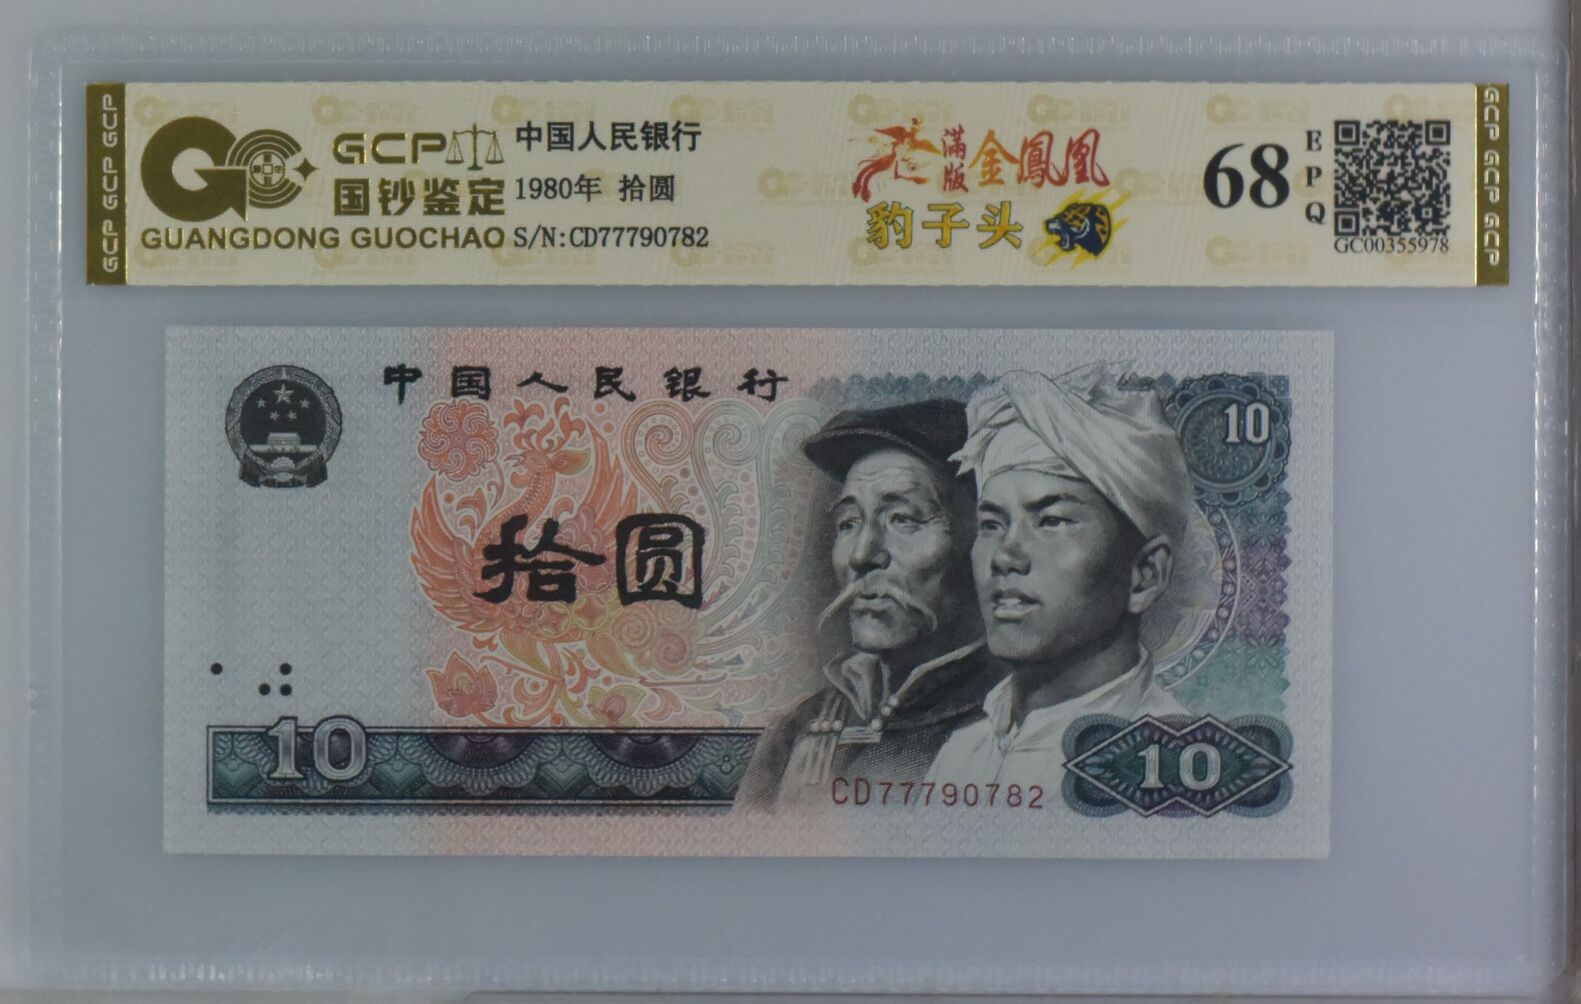 GCP GCP GCP
GCP
国钞鉴定
GUANGDONG GUOCHAO
中国人民银行
1980年 拾圆
S/N:CD77790782
满版 金鳳凰
豹子头
68
EPQ
GC00355978
GCP GCP GCP
中国人民银行
10
拾圆
10
CD77790782
10